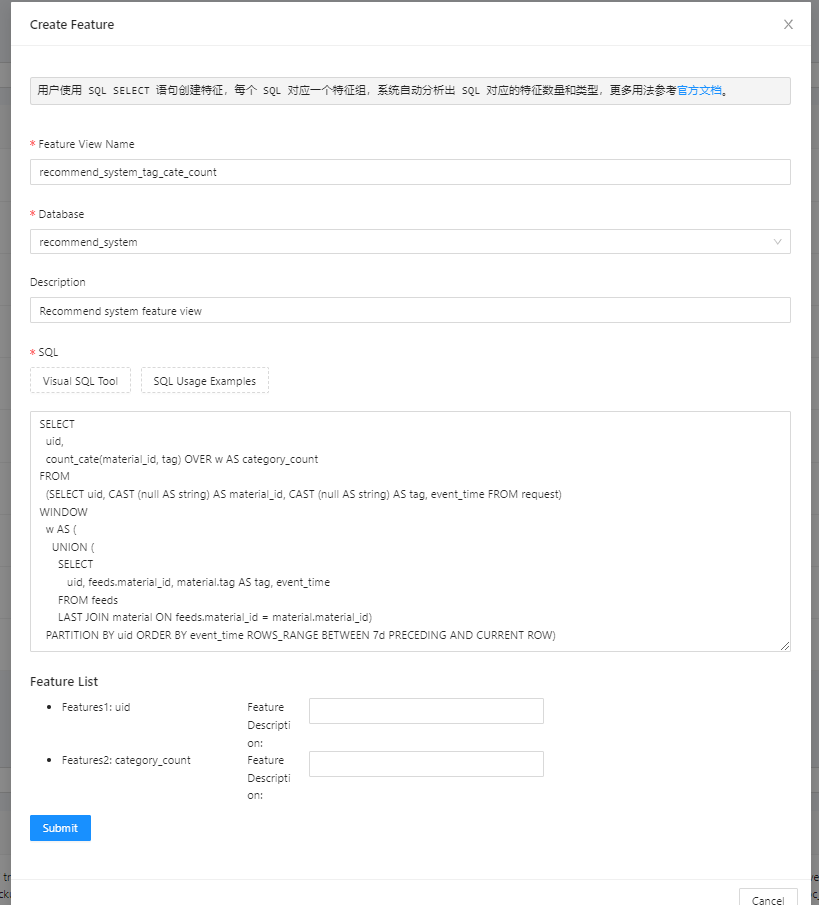 Create Feature
用户使用 SQL SELECT 语句创建特征，每个 SQL 对应一个特征组，系统自动分析出 SQL 对应的特征数量和类型，更多用法参考官方文档。
* Feature View Name
recommend_system_tag_cate_count
* Database
recommend_system
Description
Recommend system feature view
* SQL
Visual SQL Tool SQL Usage Examples
SELECT
uid,
count_cate(material_id, tag) OVER w AS category_count
FROM
(SELECT uid, CAST (null AS string) AS material_id, CAST (null AS string) AS tag, event_time FROM request)
WINDOW
w AS (
UNION (
SELECT
uid, feeds.material_id, material.tag AS tag, event_time
FROM feeds
LAST JOIN material ON feeds.material_id = material.material_id)
PARTITION BY uid ORDER BY event_time ROWS_RANGE BETWEEN 7d PRECEDING AND CURRENT ROW)
Feature List
• Features1: uid
Feature
Descripti
on:
• Features2: category_count
Feature
Descripti
on:
Submit
Cancel